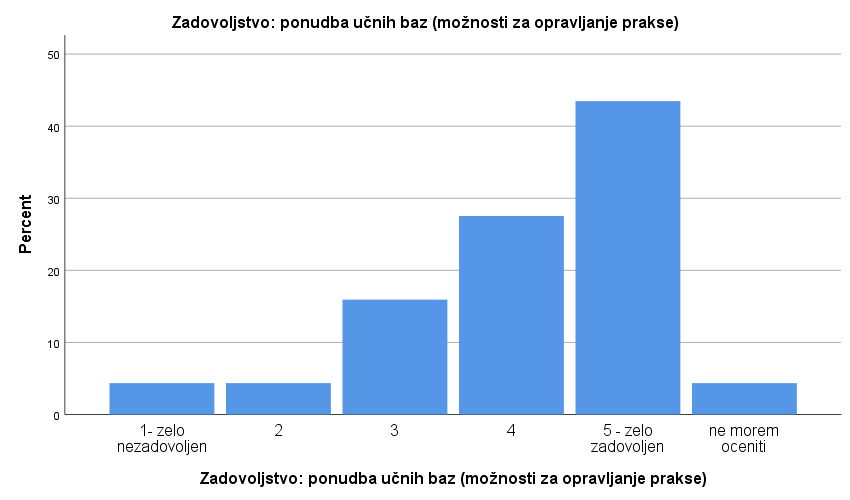 Zadovoljstvo: ponudba učnih baz (možnosti za opravljanje prakse)
50
40
30
20
10
0
Percent
1- zelo
nezadovoljen
2
3
4
5 - zelo
zadovoljen
ne morem
oceniti
Zadovoljstvo: ponudba učnih baz (možnosti za opravljanje prakse)